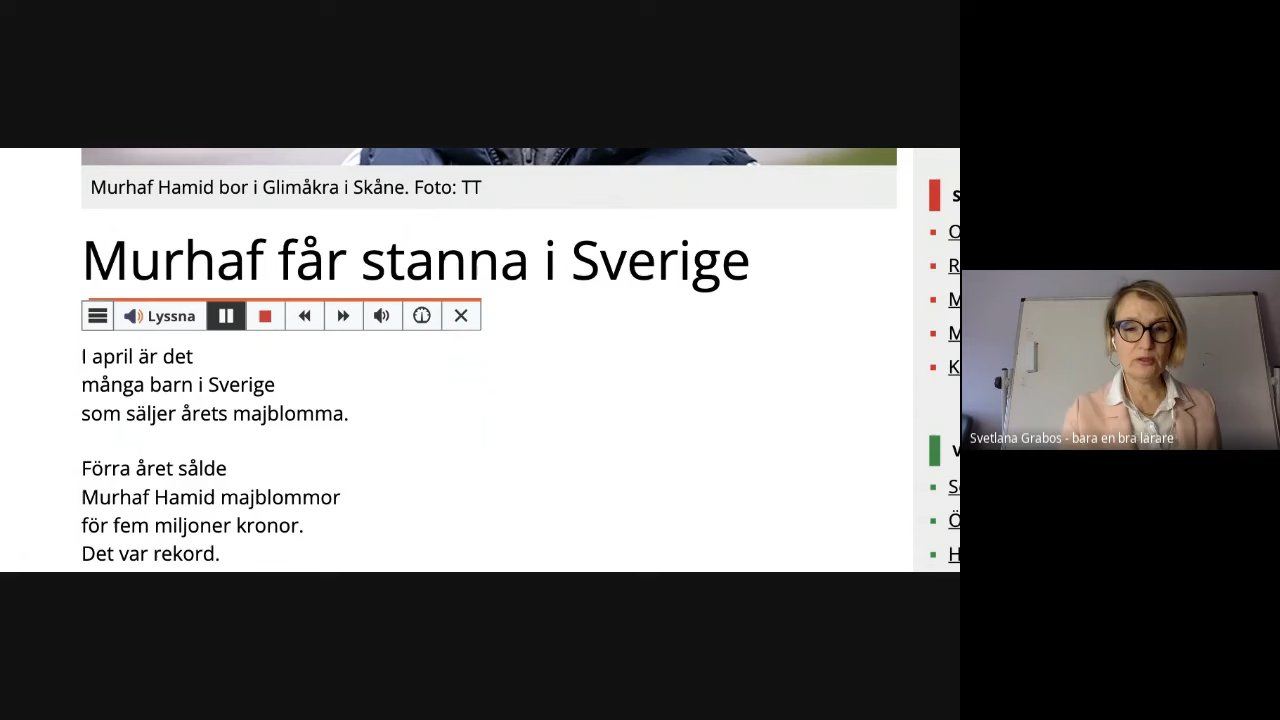 Murhaf Hamid bor i Glimåkra i Skåne. Foto: TT
Murhaf får stanna i Sverige
Lyssna
I april är det
många barn i Sverige
som säljer årets majblomma.
Förra året sålde
Murhaf Hamid majblommor
för fem miljoner kronor.
Det var rekord.
S
O
R
M
M
K
V
S
Ö
H
Svetlana Grabos - bara en bra lärare